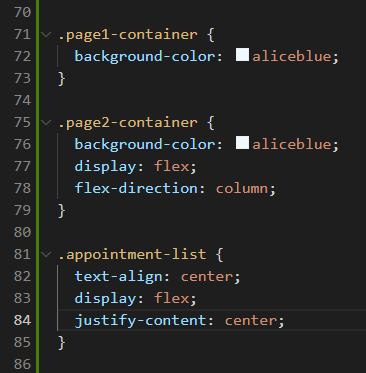 70
71 .page1-container {
72 background-color: aliceblue;
73 }
74
75 .page2-container {
76 background-color: aliceblue;
77 display: flex;
78 flex-direction: column;
79 }
80
81 .appointment-list {
82 text-align: center;
83 display: flex;
84 justify-content: center;
85 }
86